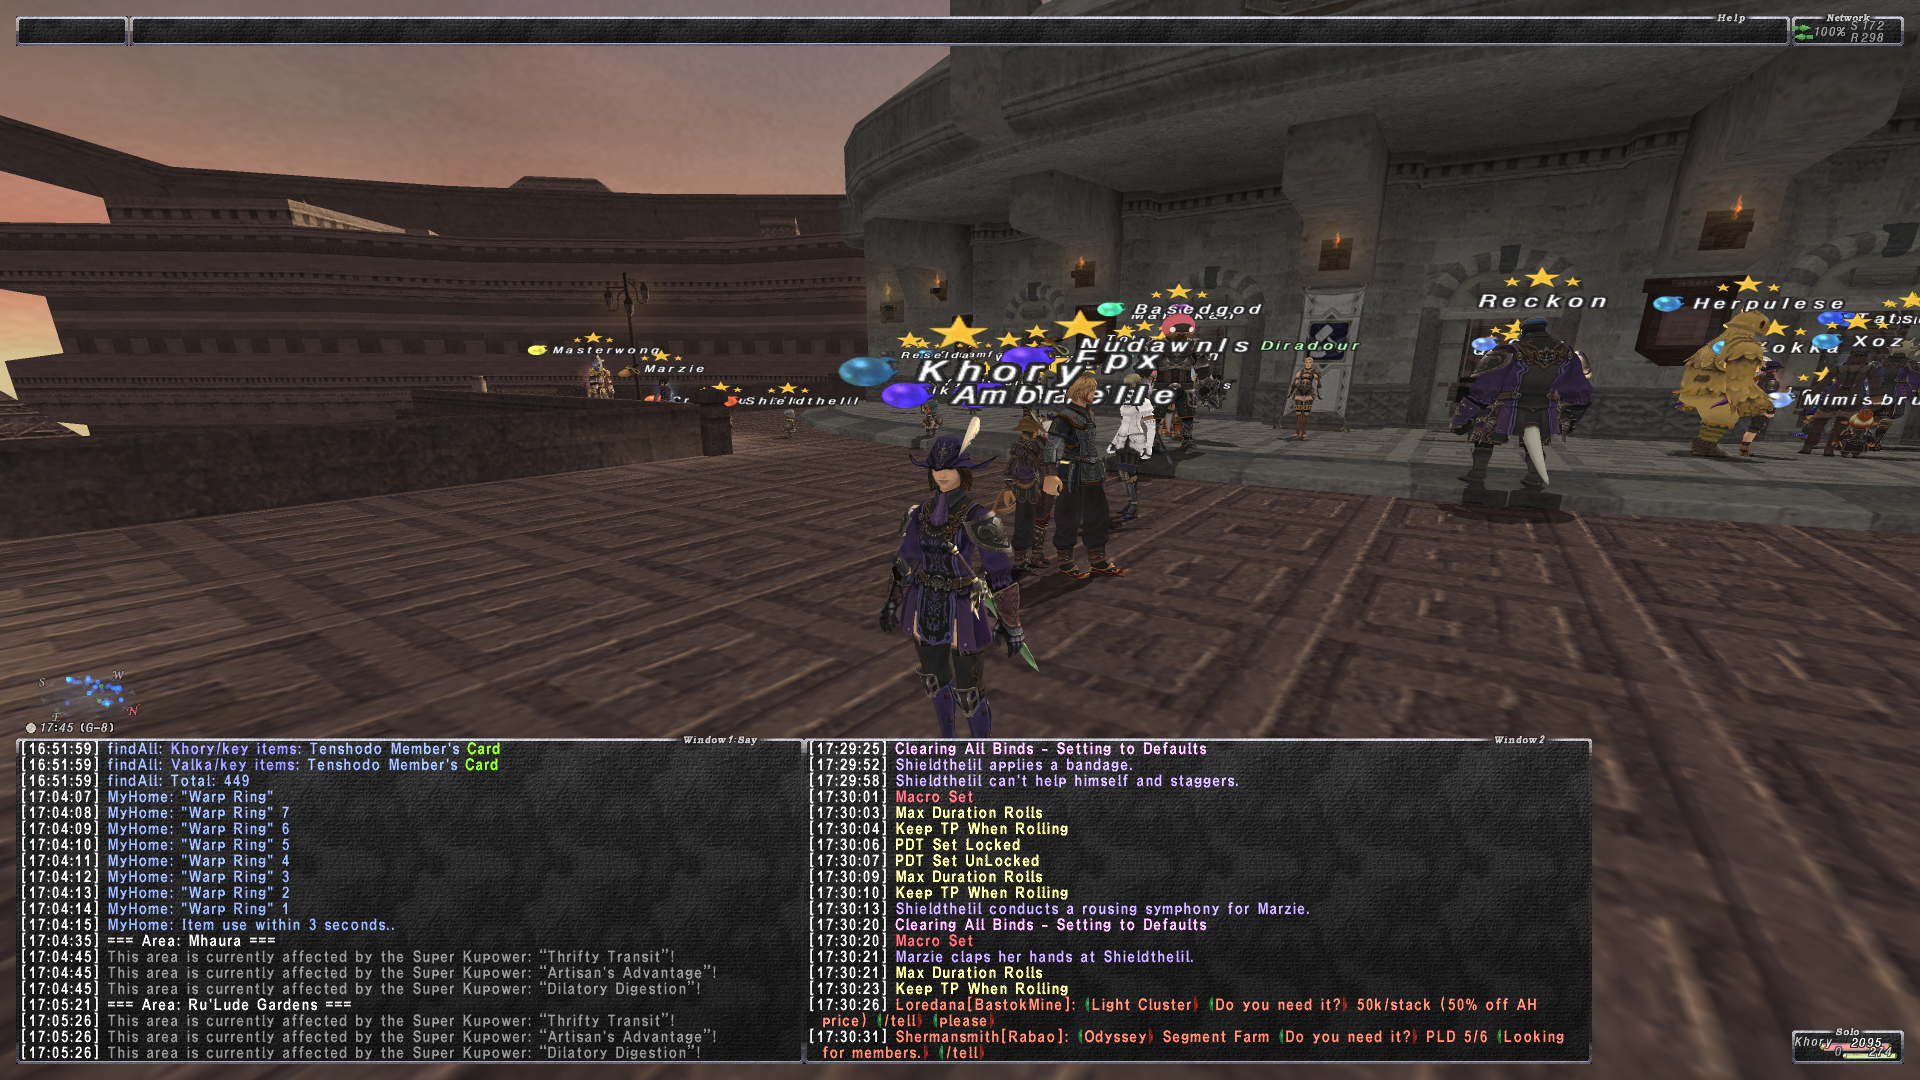 Help
Network
100% S 172
R 298
Basedgod
Reckon
Herpulese
Masterwong
Marzie
Nudawnls
Diradour
Xoz
Khory
Epx
Shieldthelil
W
S
N
E
17:45 (G-8)
Window1:Say
[16:51:59] findAll: Khory/key items: Tenshodo Member's Card
[16:51:59] findAll: Valka/key items: Tenshodo Member's Card
[16:51:59] findAll: Total: 449
[17:04:07] MyHome: "Warp Ring"
[17:04:08] MyHome: "Warp Ring" 7
[17:04:09] MyHome: "Warp Ring" 6
[17:04:10] MyHome: "Warp Ring" 5
[17:04:11] MyHome: "Warp Ring" 4
[17:04:12] MyHome: "Warp Ring" 3
[17:04:13] MyHome: "Warp Ring" 2
[17:04:14] MyHome: "Warp Ring" 1
[17:04:15] MyHome: Item use within 3 seconds..
[17:04:35] === Area: Mhaura ===
[17:04:45] This area is currently affected by the Super Kupower: “Thrifty Transit”!
[17:04:45] This area is currently affected by the Super Kupower: “Artisan's Advantage”!
[17:04:45] This area is currently affected by the Super Kupower: “Dilatory Digestion”!
[17:05:21] === Area: Ru'Lude Gardens ===
[17:05:26] This area is currently affected by the Super Kupower: “Thrifty Transit”!
[17:05:26] This area is currently affected by the Super Kupower: “Artisan's Advantage”!
[17:05:26] This area is currently affected by the Super Kupower: “Dilatory Digestion”!
Window2
[17:29:25] Clearing All Binds - Setting to Defaults
[17:29:52] Shieldthelil applies a bandage.
[17:29:58] Shieldthelil can't help himself and staggers.
[17:30:01] Macro Set
[17:30:03] Max Duration Rolls
[17:30:04] Keep TP When Rolling
[17:30:06] PDT Set Locked
[17:30:07] PDT Set UnLocked
[17:30:09] Max Duration Rolls
[17:30:10] Keep TP When Rolling
[17:30:13] Shieldthelil conducts a rousing symphony for Marzie.
[17:30:20] Clearing All Binds - Setting to Defaults
[17:30:20] Macro Set
[17:30:21] Marzie claps her hands at Shieldthelil.
[17:30:21] Max Duration Rolls
[17:30:23] Keep TP When Rolling
[17:30:26] Loredana[BastokMine]: Light Cluster Do you need it? 50k/stack (50% off AH
price) /tell please
[17:30:31] Shermansmith[Rabao]: Odyssey Segment Farm Do you need it? PLD 5/6 Looking
for members. /tell
Solo
Khory 2095
0 274